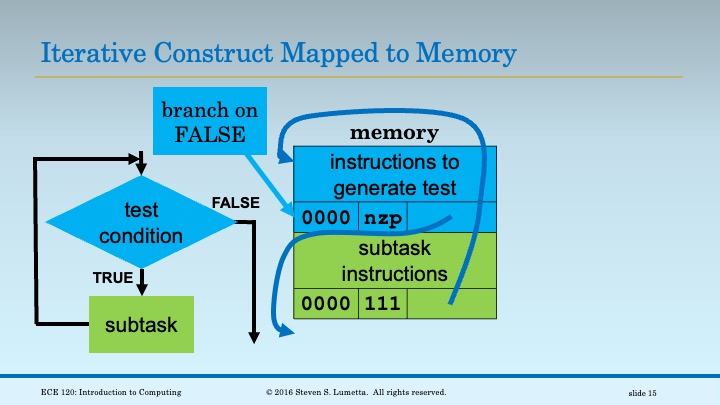 Iterative Construct Mapped to Memory
branch on
FALSE
memory
instructions to
generate test
0000 nzp
subtask
instructions
0000 111
test
condition
FALSE
TRUE
subtask
ECE 120: Introduction to Computing
© 2016 Steven S. Lumetta. All rights reserved.
slide 15